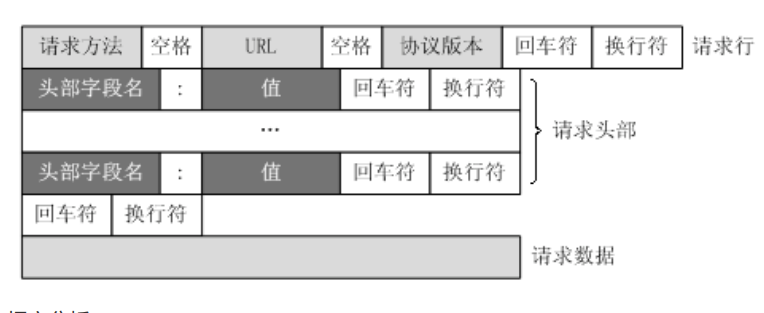 请求方法 空格 URL 空格 协议版本 回车符 换行符 请求行
头部字段名 : 值 回车符 换行符
... 请求头部
头部字段名 : 值 回车符 换行符
回车符 换行符
请求数据